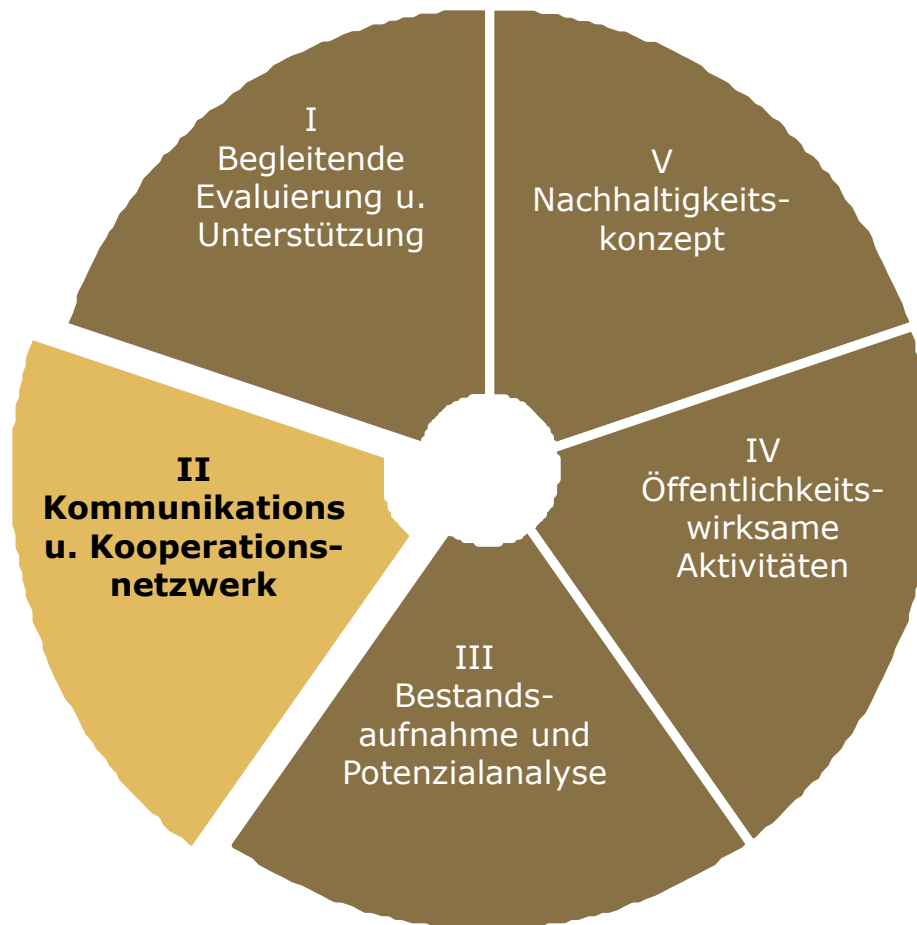 I
Begleitende
Evaluierung u.
Unterstützung
II
Kommunikations
u. Kooperations-
netzwerk
III
Bestands-
aufnahme und
Potenzialanalyse
IV
Öffentlichkeits-
wirksame
Aktivitäten
V
Nachhaltigkeits-
konzept